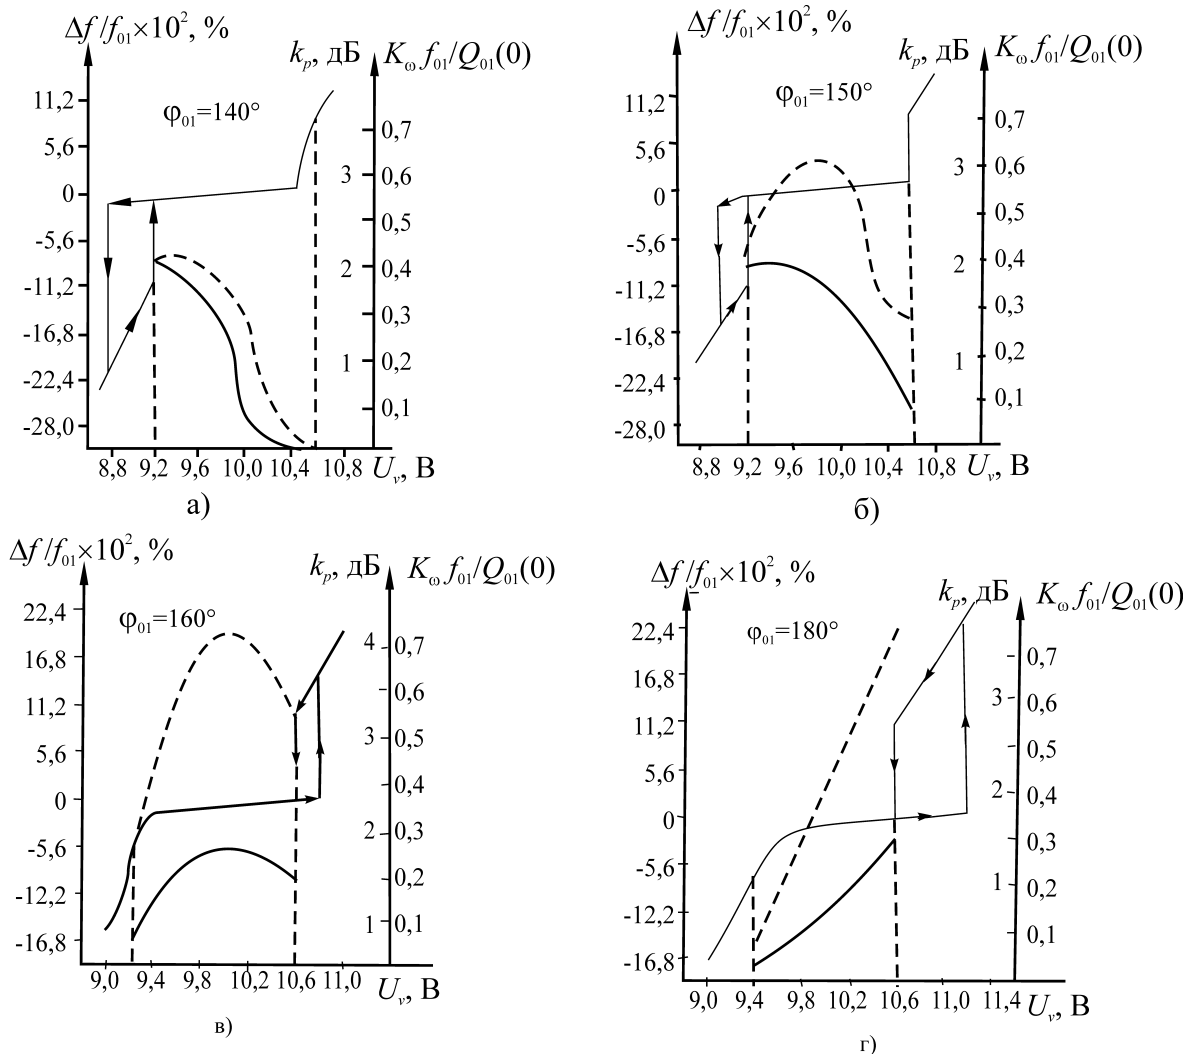 Δf/f₀₁×10², %
kₚ, дБ
K_ω f₀₁/Q₀₁(0)
φ₀₁=140°
11,2
5,6
0
-5,6
-11,2
-16,8
-22,4
-28,0
3
2
1
0,7
0,6
0,5
0,4
0,3
0,2
0,1
8,8 9,2 9,6 10,0 10,4 10,8 Uᵥ, В
а)
Δf/f₀₁×10², %
kₚ, дБ
K_ω f₀₁/Q₀₁(0)
φ₀₁=150°
11,2
5,6
0
-5,6
-11,2
-16,8
-22,4
-28,0
3
2
1
0,7
0,6
0,5
0,4
0,3
0,2
0,1
8,8 9,2 9,6 10,0 10,4 10,8 Uᵥ, В
б)
Δf/f₀₁×10², %
kₚ, дБ
K_ω f₀₁/Q₀₁(0)
φ₀₁=160°
22,4
16,8
11,2
5,6
0
-5,6
-12,2
-16,8
4
3
2
1
0,7
0,6
0,5
0,4
0,3
0,2
0,1
9,0 9,4 9,8 10,2 10,6 11,0 Uᵥ, В
в)
Δf/f₀₁×10², %
kₚ, дБ
K_ω f₀₁/Q₀₁(0)
φ₀₁=180°
22,4
16,8
11,2
5,6
0
-5,6
-12,2
-16,8
3
2
1
0,7
0,6
0,5
0,4
0,3
0,2
0,1
9,0 9,4 9,8 10,2 10,6 11,0 11,4
Uᵥ, В
г)